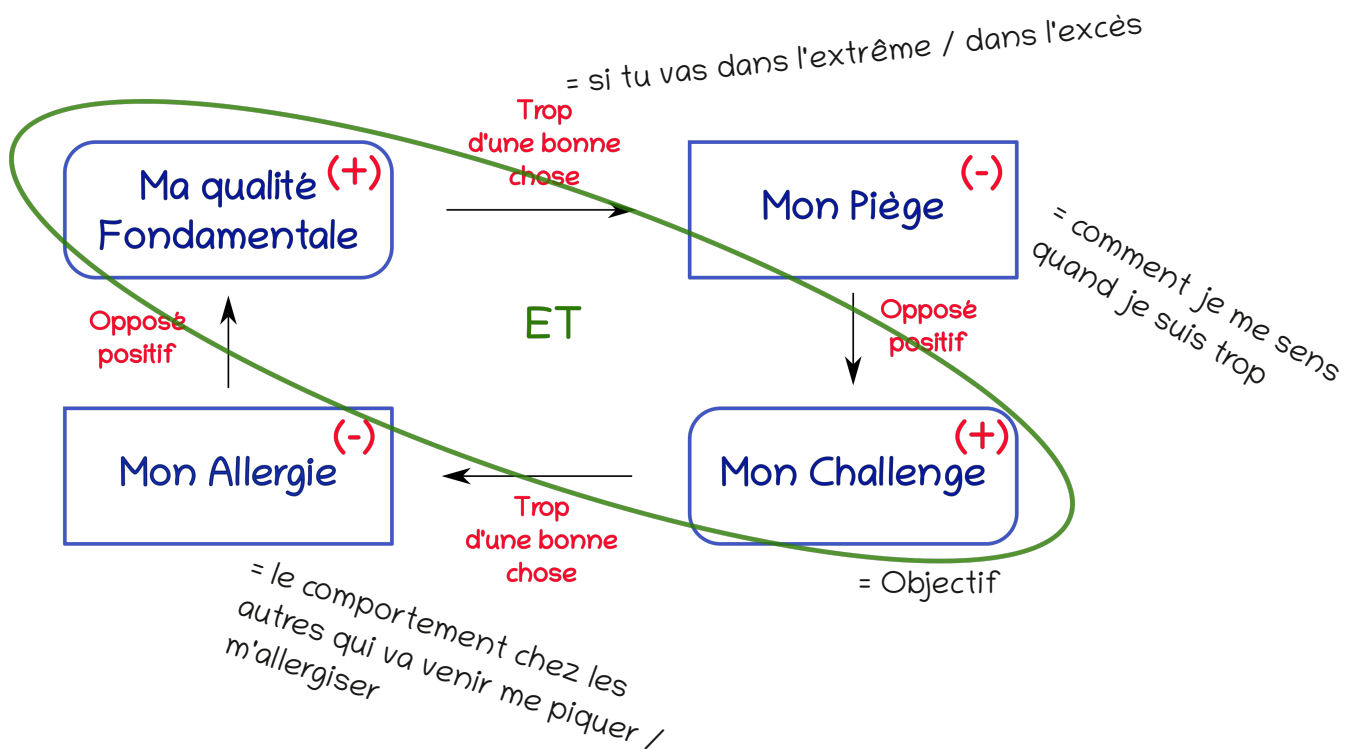 = si tu vas dans l'extrême / dans l'excès
Trop
d'une bonne
chose
Ma qualité
Fondamentale
(+)
Mon Piège
(-)
= comment je me sens
quand je suis trop
Opposé
positif
ET
Opposé
positif
Mon Allergie
(-)
Mon Challenge
(+)
Trop
d'une bonne
chose
= Objectif
= le comportement chez les
autres qui va venir me piquer /
m'allergiser